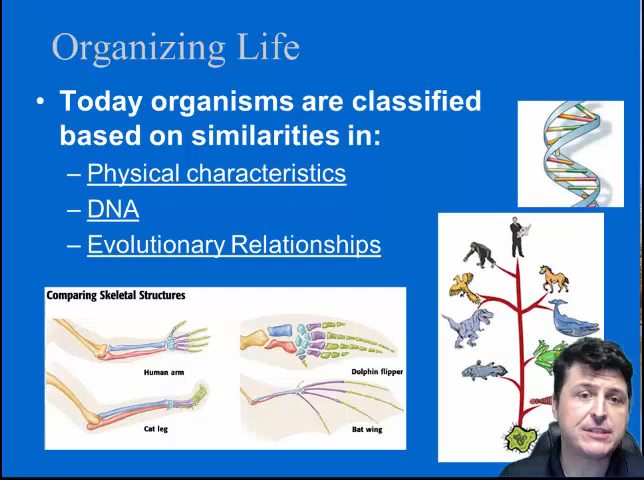 Organizing Life
• Today organisms are classified
based on similarities in:
– Physical characteristics
– DNA
– Evolutionary Relationships
Comparing Skeletal Structures
Human arm
Dolphin flipper
Cat leg
Bat wing